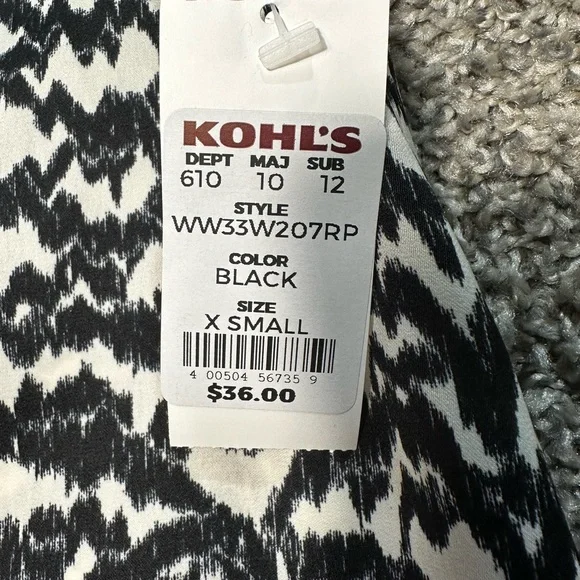 KOHL'S
DEPT MAJ SUB
610 10 12
STYLE
WW33W207RP
COLOR
BLACK
SIZE
X SMALL
4 00504 56735 9
$36.00